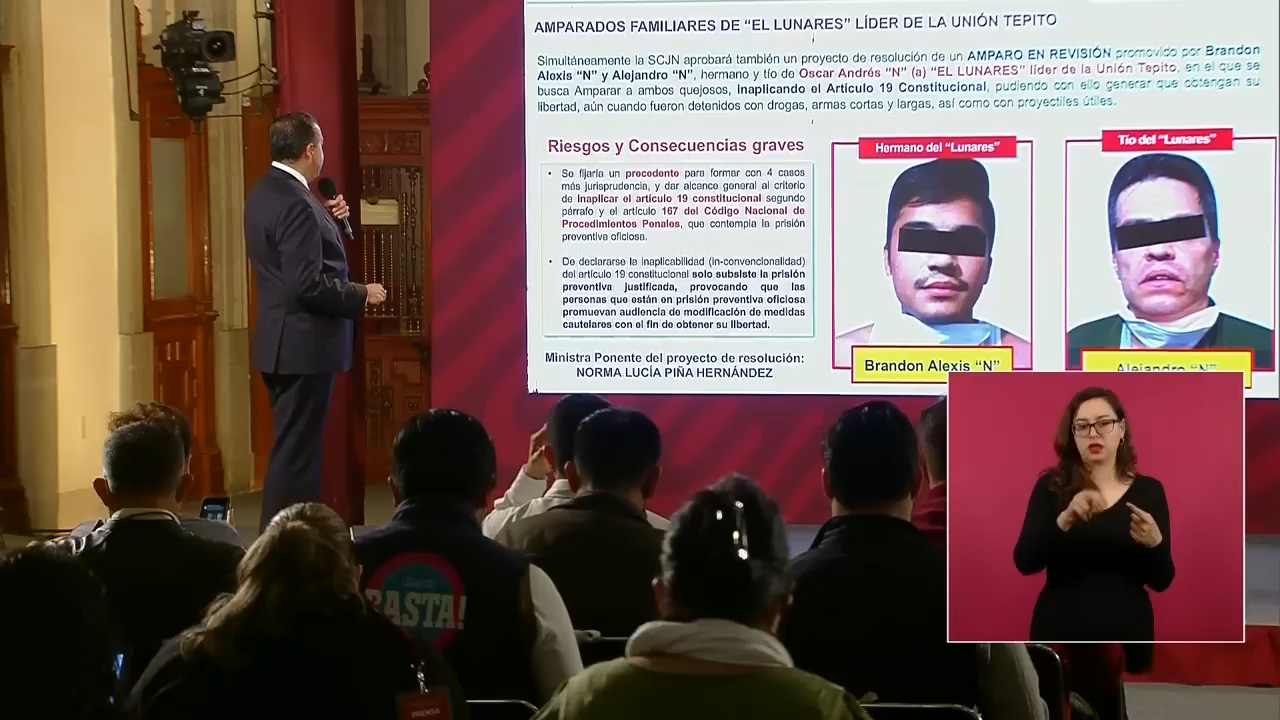 AMPARADOS FAMILIARES DE “EL LUNARES” LÍDER DE LA UNIÓN TEPITO
Simultáneamente la SCJN aprobará también un proyecto de resolución de un AMPARO EN REVISIÓN promovido por Brandon
Alexis “N” y Alejandro “N”, hermano y tío de Oscar Andrés “N” (a) “EL LUNARES” líder de la Unión Tepito, en el que se
busca Amparar a ambos quejosos, Inaplicando el Artículo 19 Constitucional, pudiendo con ello generar que obtengan su
libertad, aún cuando fueron detenidos con drogas, armas cortas y largas, así como con proyectiles útiles.
Riesgos y Consecuencias graves
• Se fijaría un precedente para formar con 4 casos
más jurisprudencia, y dar alcance general al criterio
de inaplicar el artículo 19 constitucional segundo
párrafo y el artículo 167 del Código Nacional de
Procedimientos Penales, que contempla la prisión
preventiva oficiosa.
• De declararse la Inaplicabilidad (in-convencionalidad)
del artículo 19 constitucional solo subsiste la prisión
preventiva justificada, provocando que las
personas que están en prisión preventiva oficiosa
promuevan audiencia de modificación de medidas
cautelares con el fin de obtener su libertad.
Ministra Ponente del proyecto de resolución:
NORMA LUCÍA PIÑA HERNÁNDEZ
Hermano del “Lunares”
Brandon Alexis “N”
Tío del “Lunares”
Alejandro “N”
BASTA!
PRENSA